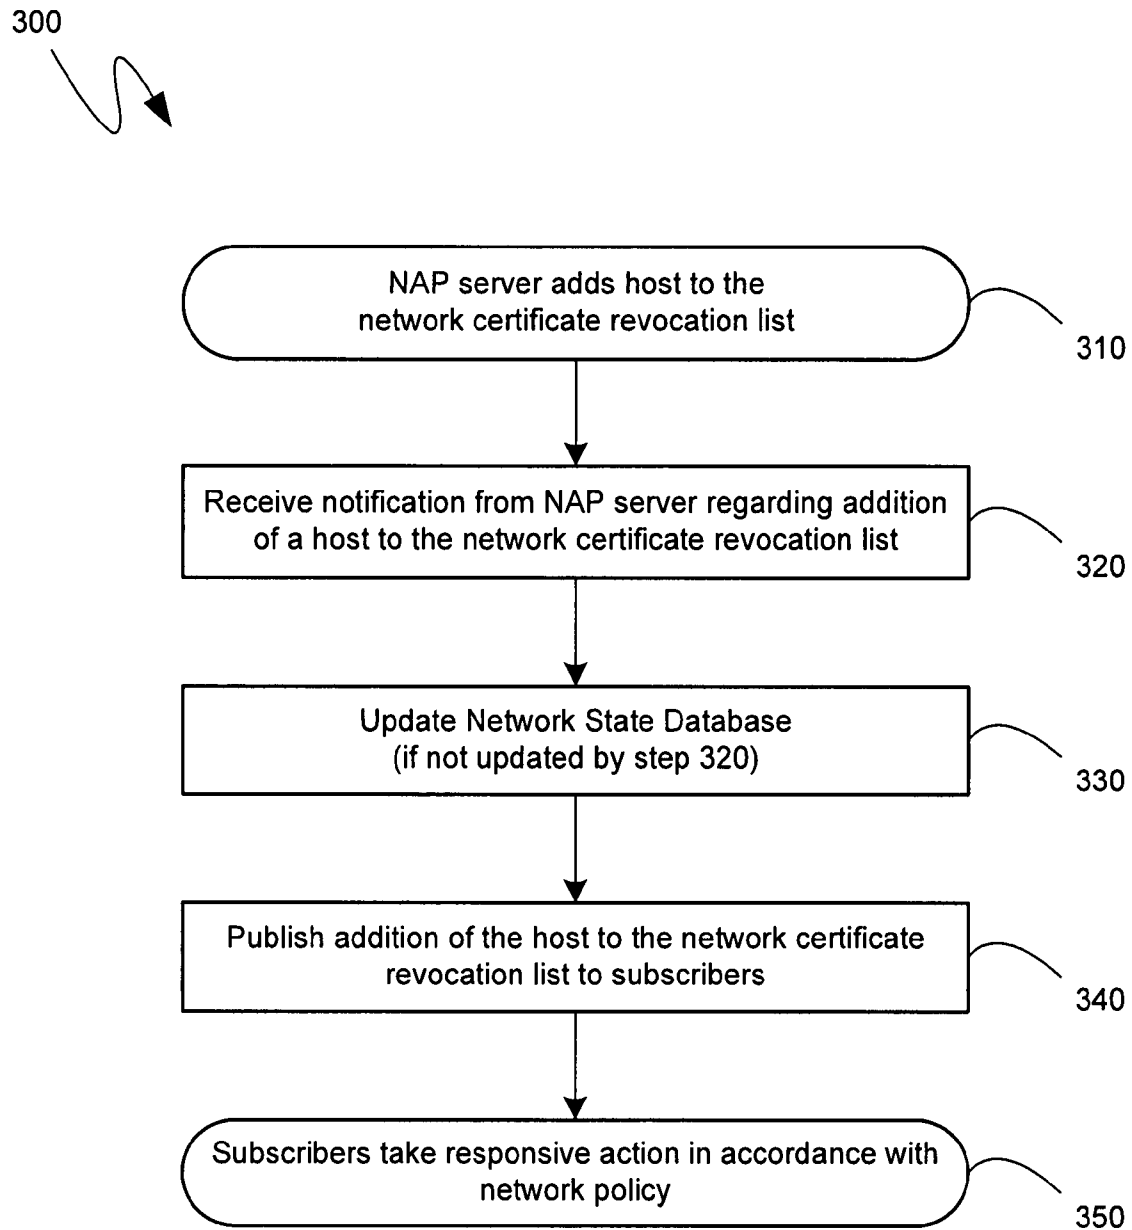 300
NAP server adds host to the
network certificate revocation list
310
Receive notification from NAP server regarding addition
of a host to the network certificate revocation list
320
Update Network State Database
(if not updated by step 320)
330
Publish addition of the host to the network certificate
revocation list to subscribers
340
Subscribers take responsive action in accordance with
network policy
350